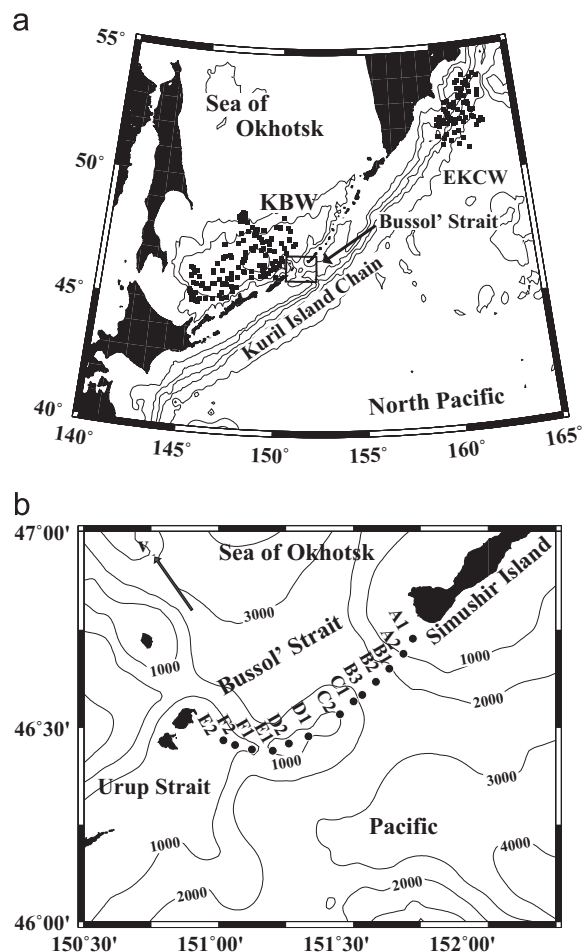 a
55°
50°
45°
40°
140°
145°
150°
155°
160°
165°
Sea of
Okhotsk
KBW
EKCW
Bussol' Strait
Kuril Island Chain
North Pacific
b
47°00'
46°30'
46°00'
150°30'
151°00'
151°30'
152°00'
v
Sea of Okhotsk
Simushir Island
3000
1000
Bussol' Strait
A1
A2
B1
B2
B3
C1
C2
D1
D2
E1
F1
F2
E2
1000
2000
1000
Urup Strait
Pacific
3000
1000
2000
2000
4000